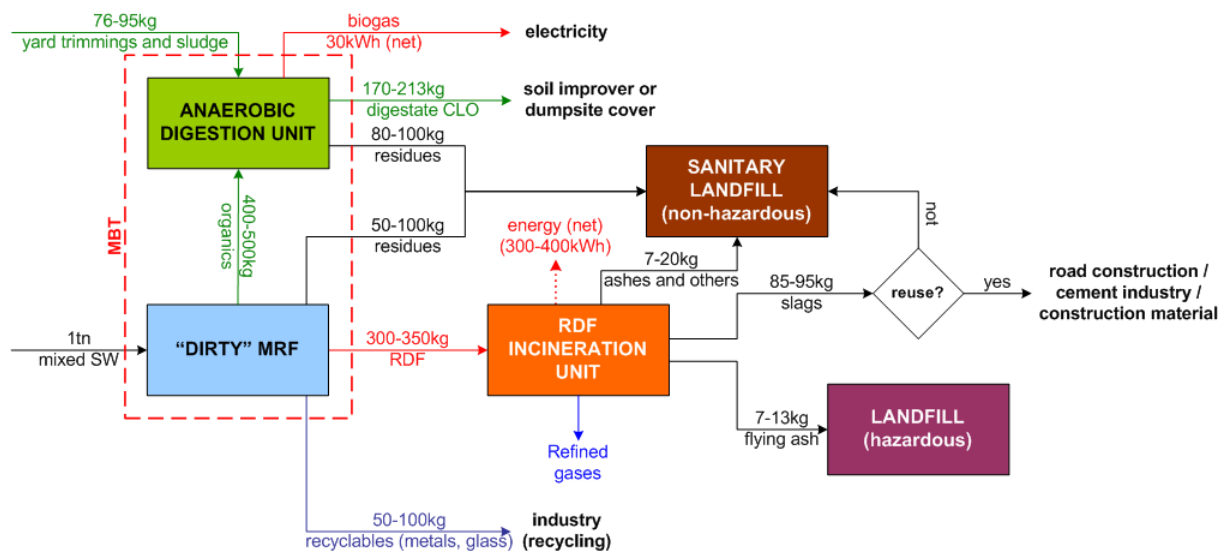 76-95kg
yard trimmings and sludge
biogas
30kWh (net)
electricity
ANAEROBIC
DIGESTION UNIT
170-213kg
digestate CLO
soil improver or
dumpsite cover
80-100kg
residues
SANITARY
LANDFILL
(non-hazardous)
400-500kg
organics
MBT
50-100kg
residues
energy (net)
(300-400kWh)
7-20kg
ashes and others
not
85-95kg
slags
reuse?
yes
road construction /
cement industry /
construction material
1tn
mixed SW
“DIRTY” MRF
300-350kg
RDF
RDF
INCINERATION
UNIT
7-13kg
flying ash
LANDFILL
(hazardous)
Refined
gases
50-100kg
recyclables (metals, glass)
industry
(recycling)